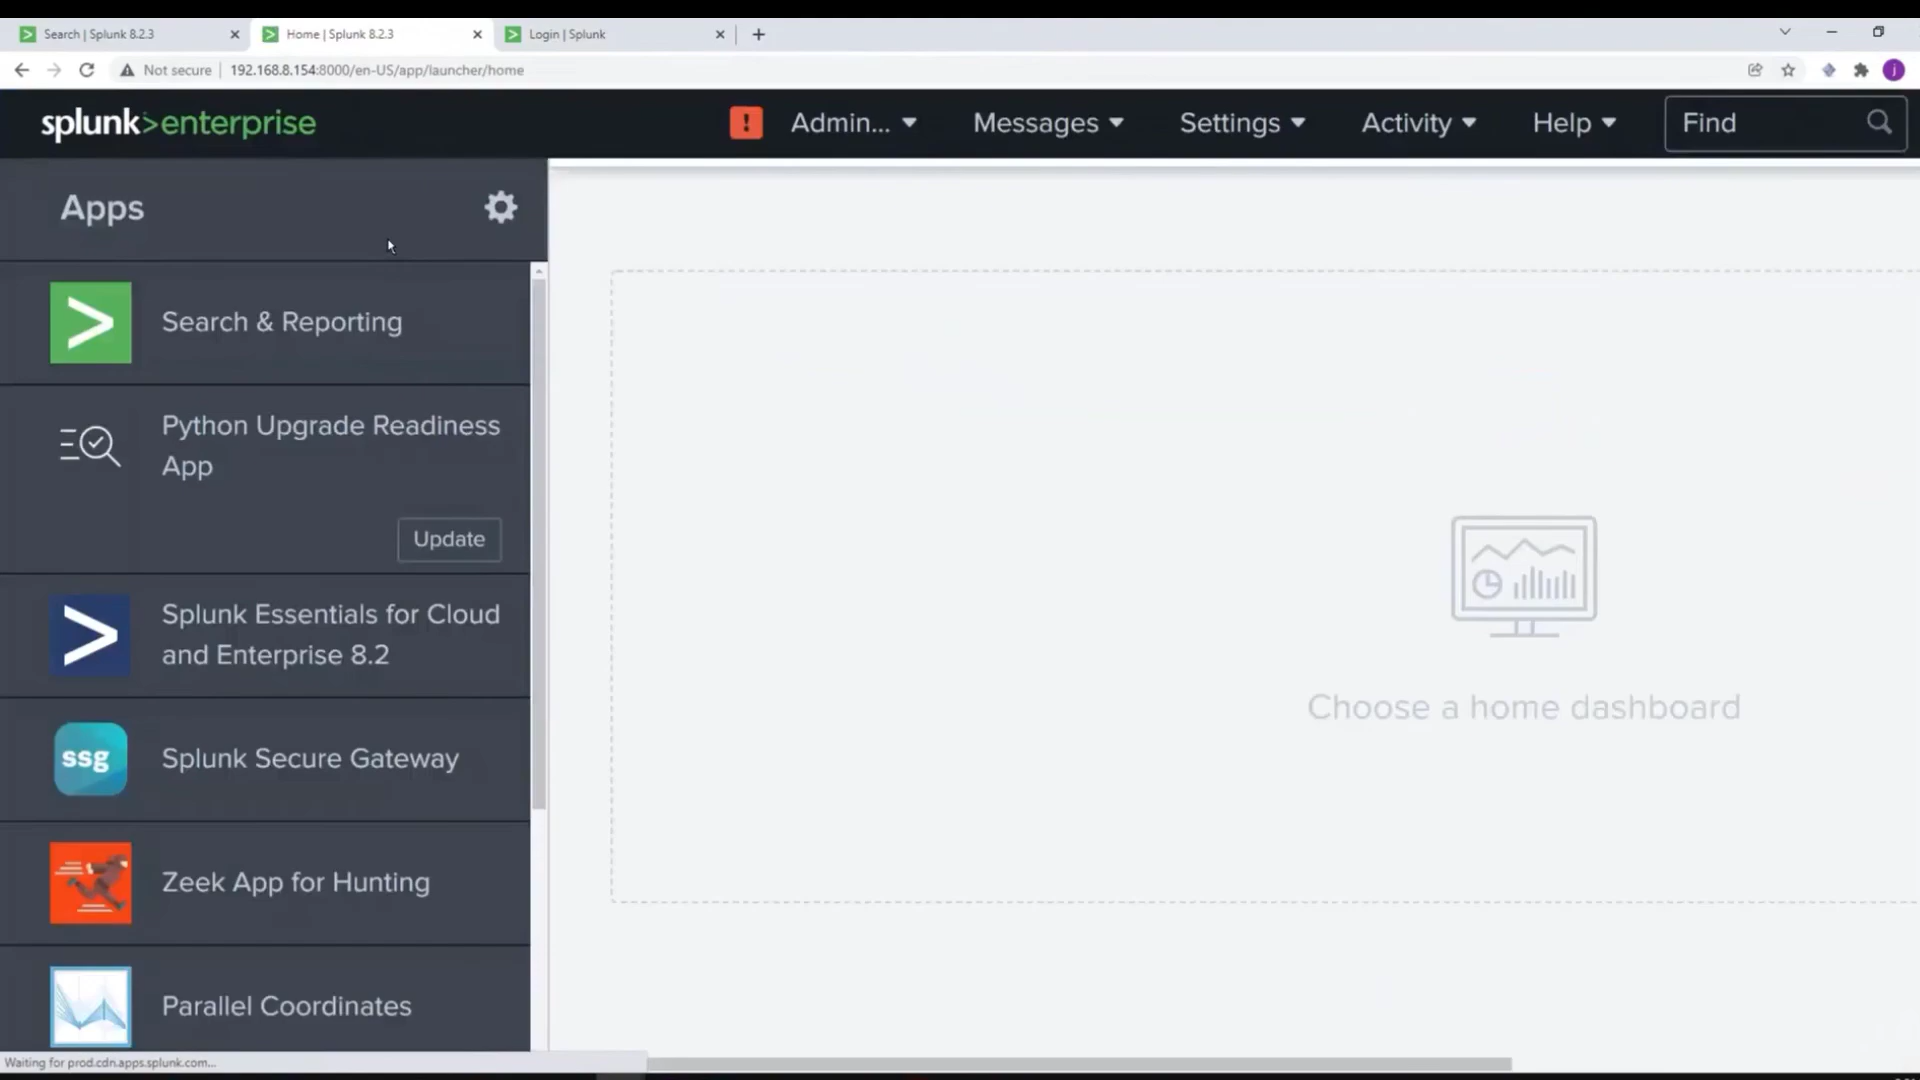 Search | Splunk 8.2.3
Home | Splunk 8.2.3
Login | Splunk
Not secure
192.168.8.154:8000/en-US/app/launcher/home
j
splunk>enterprise
!
Admin...
Messages
Settings
Activity
Help
Find
Apps
Search & Reporting
Python Upgrade Readiness
App
Update
Splunk Essentials for Cloud
and Enterprise 8.2
ssg
Splunk Secure Gateway
Zeek App for Hunting
Parallel Coordinates
Choose a home dashboard
Waiting for prod.cdn.apps.splunk.com...